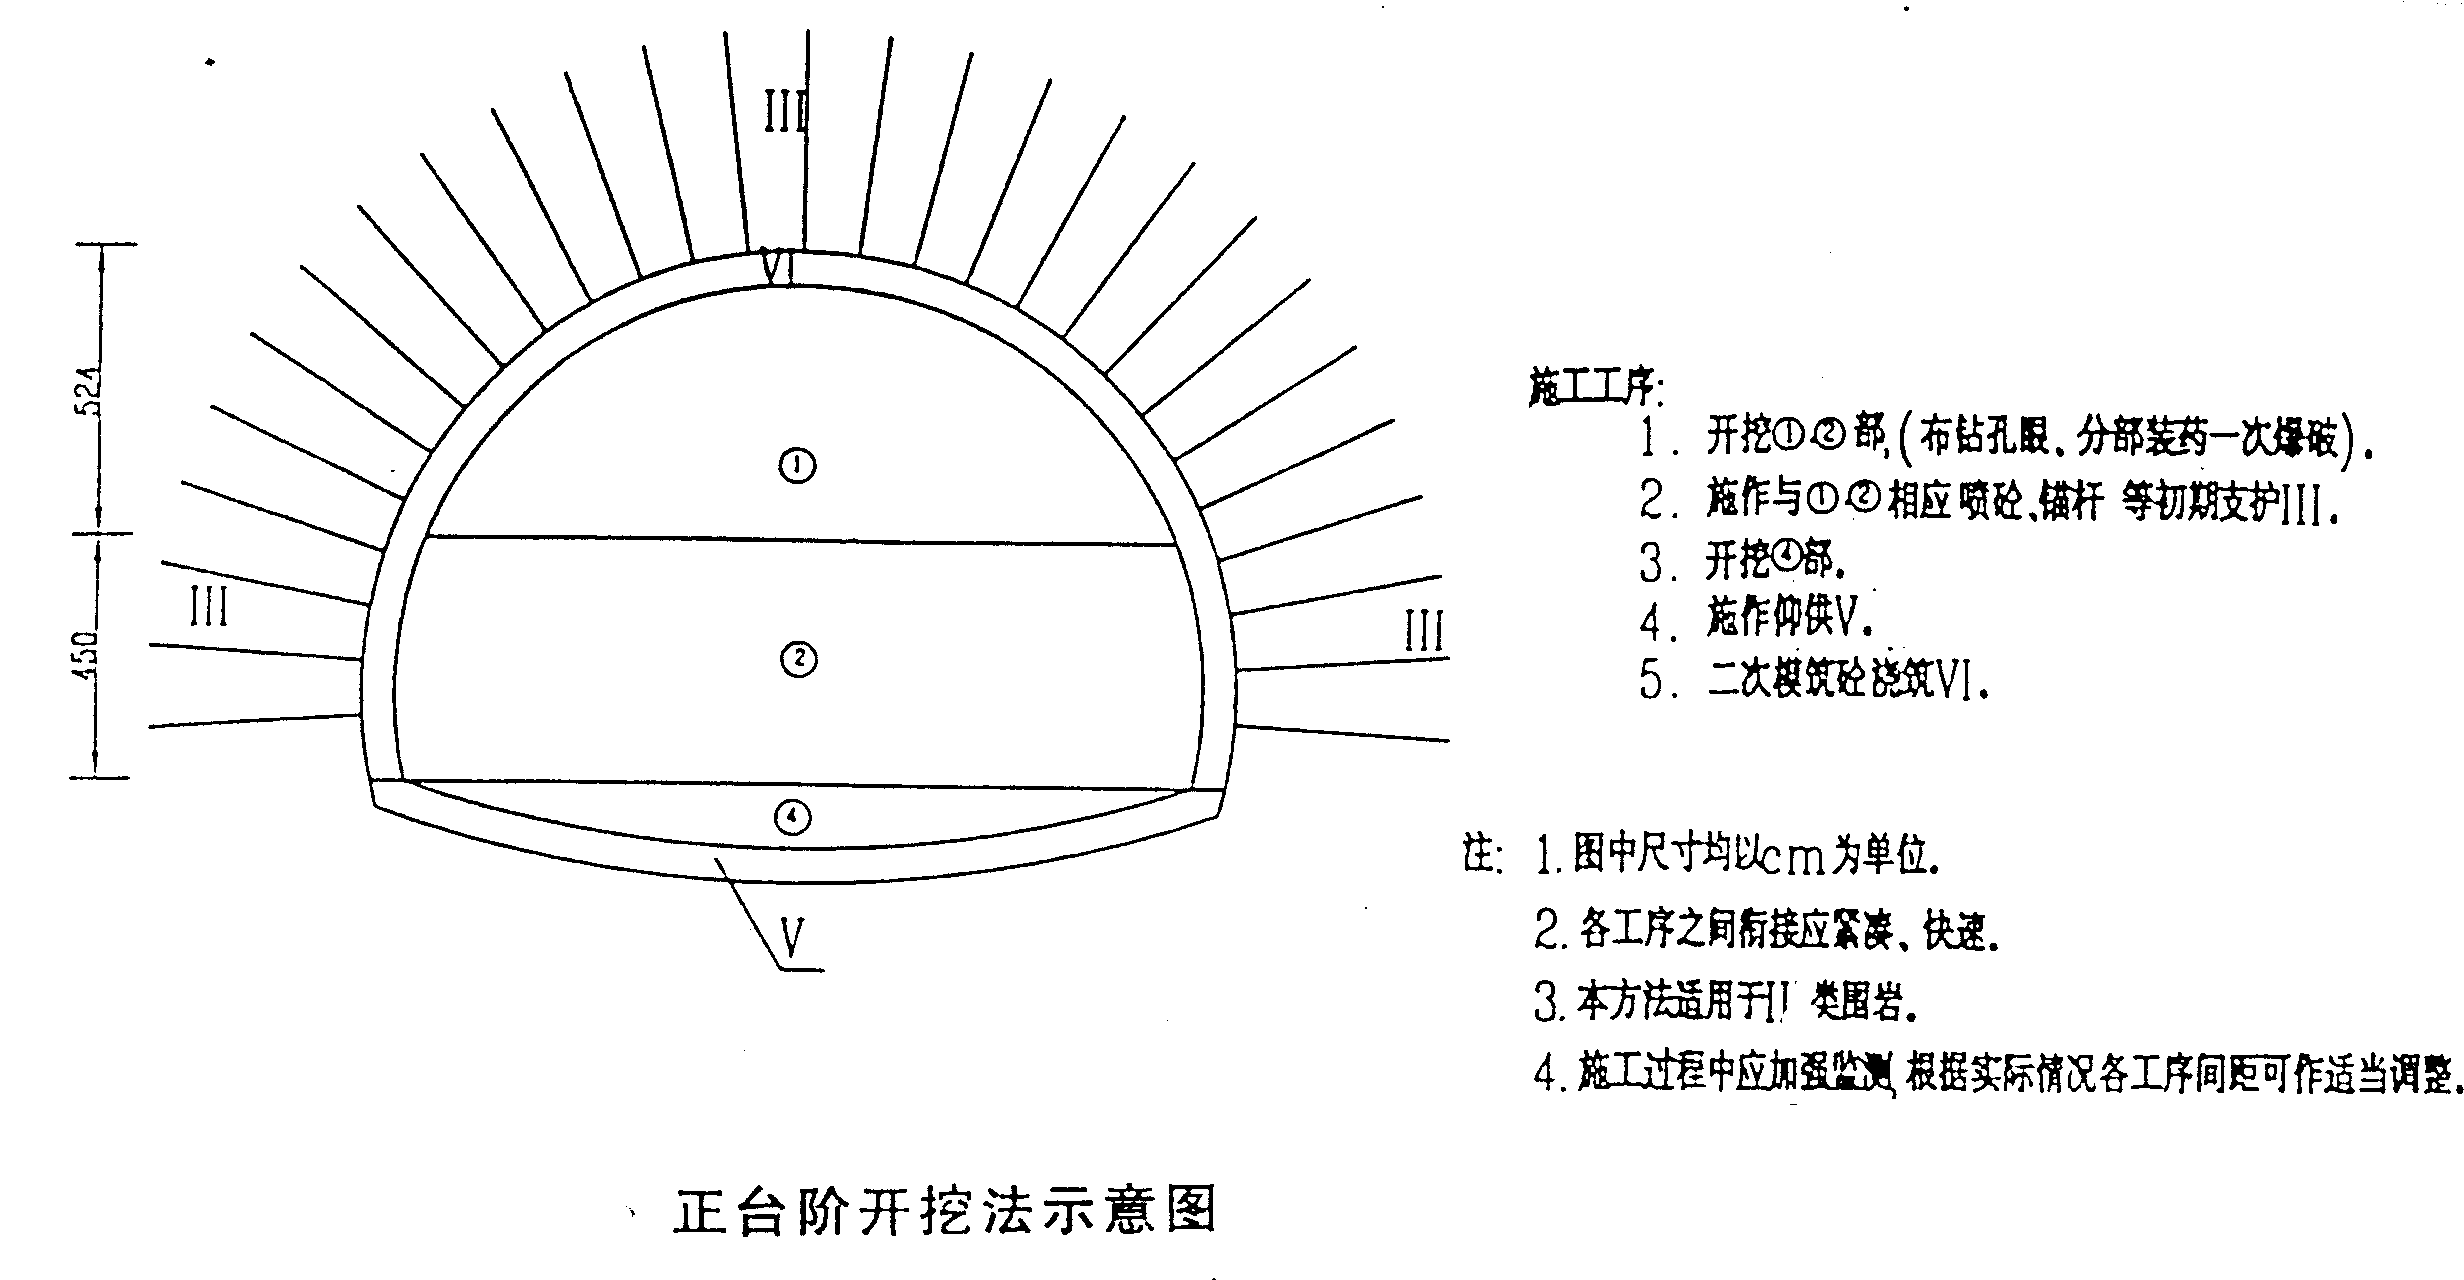 III
VI
524
①
III
450
②
III
④
V
施工工序:
1. 开挖①.②部,(布钻孔眼、分部装药一次爆破).
2. 施作与①.②相应喷砼、锚杆 等初期支护III.
3. 开挖④部.
4. 施作仰供V.
5. 二次模筑砼浇筑VI.
注: 1. 图中尺寸均以cm为单位.
2. 各工序之间衔接应紧凑、快速.
3. 本方法适用于II 类围岩.
4. 施工过程中应加强监测,根据实际情况各工序间距可作适当调整.
正台阶开挖法示意图